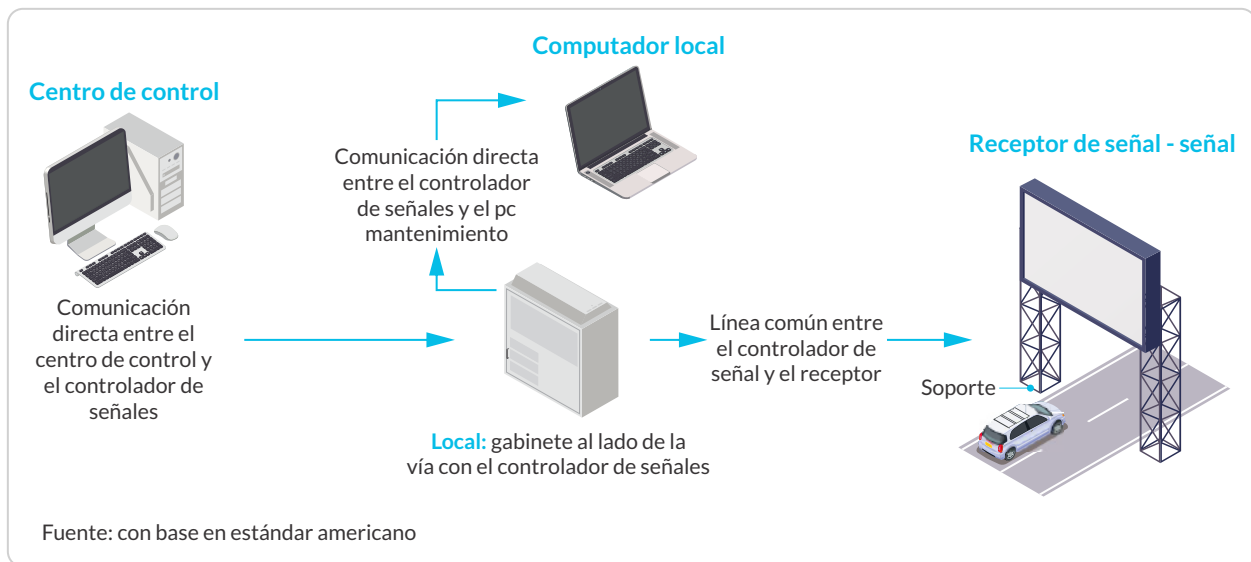 Centro de control
Comunicación
directa entre el
centro de control y
el controlador de
señales
Computador local
Comunicación directa
entre el controlador
de señales y el pc
mantenimiento
Local: gabinete al lado de la
vía con el controlador de señales
Línea común entre
el controlador de
señal y el receptor
Receptor de señal - señal
Soporte
Fuente: con base en estándar americano